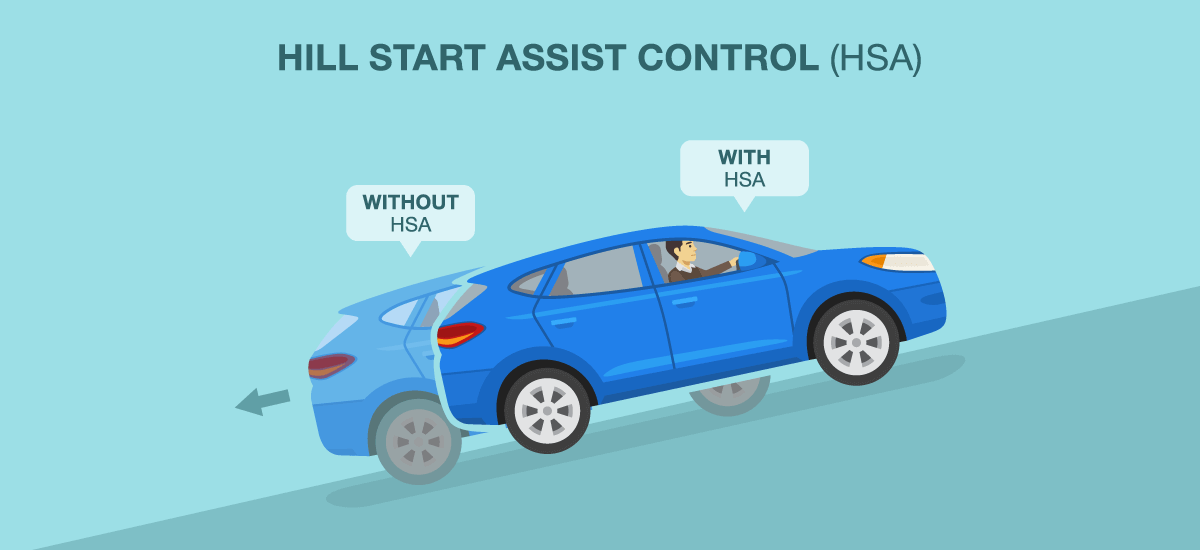 HILL START ASSIST CONTROL (HSA)
WITH
HSA
WITHOUT
HSA